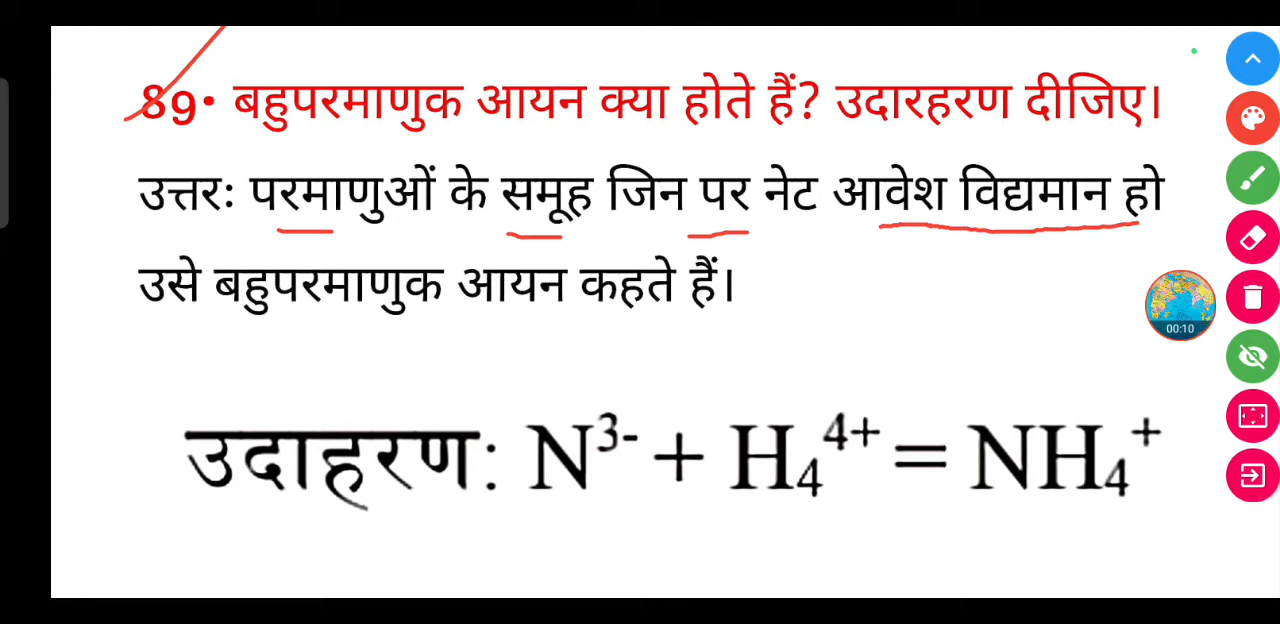 89• बहुपरमाणुक आयन क्या होते हैं? उदारहरण दीजिए।
उत्तरः परमाणुओं के समूह जिन पर नेट आवेश विद्यमान हो
उसे बहुपरमाणुक आयन कहते हैं।
00:10
उदाहरण: N³⁻ + H₄⁴⁺ = NH₄⁺